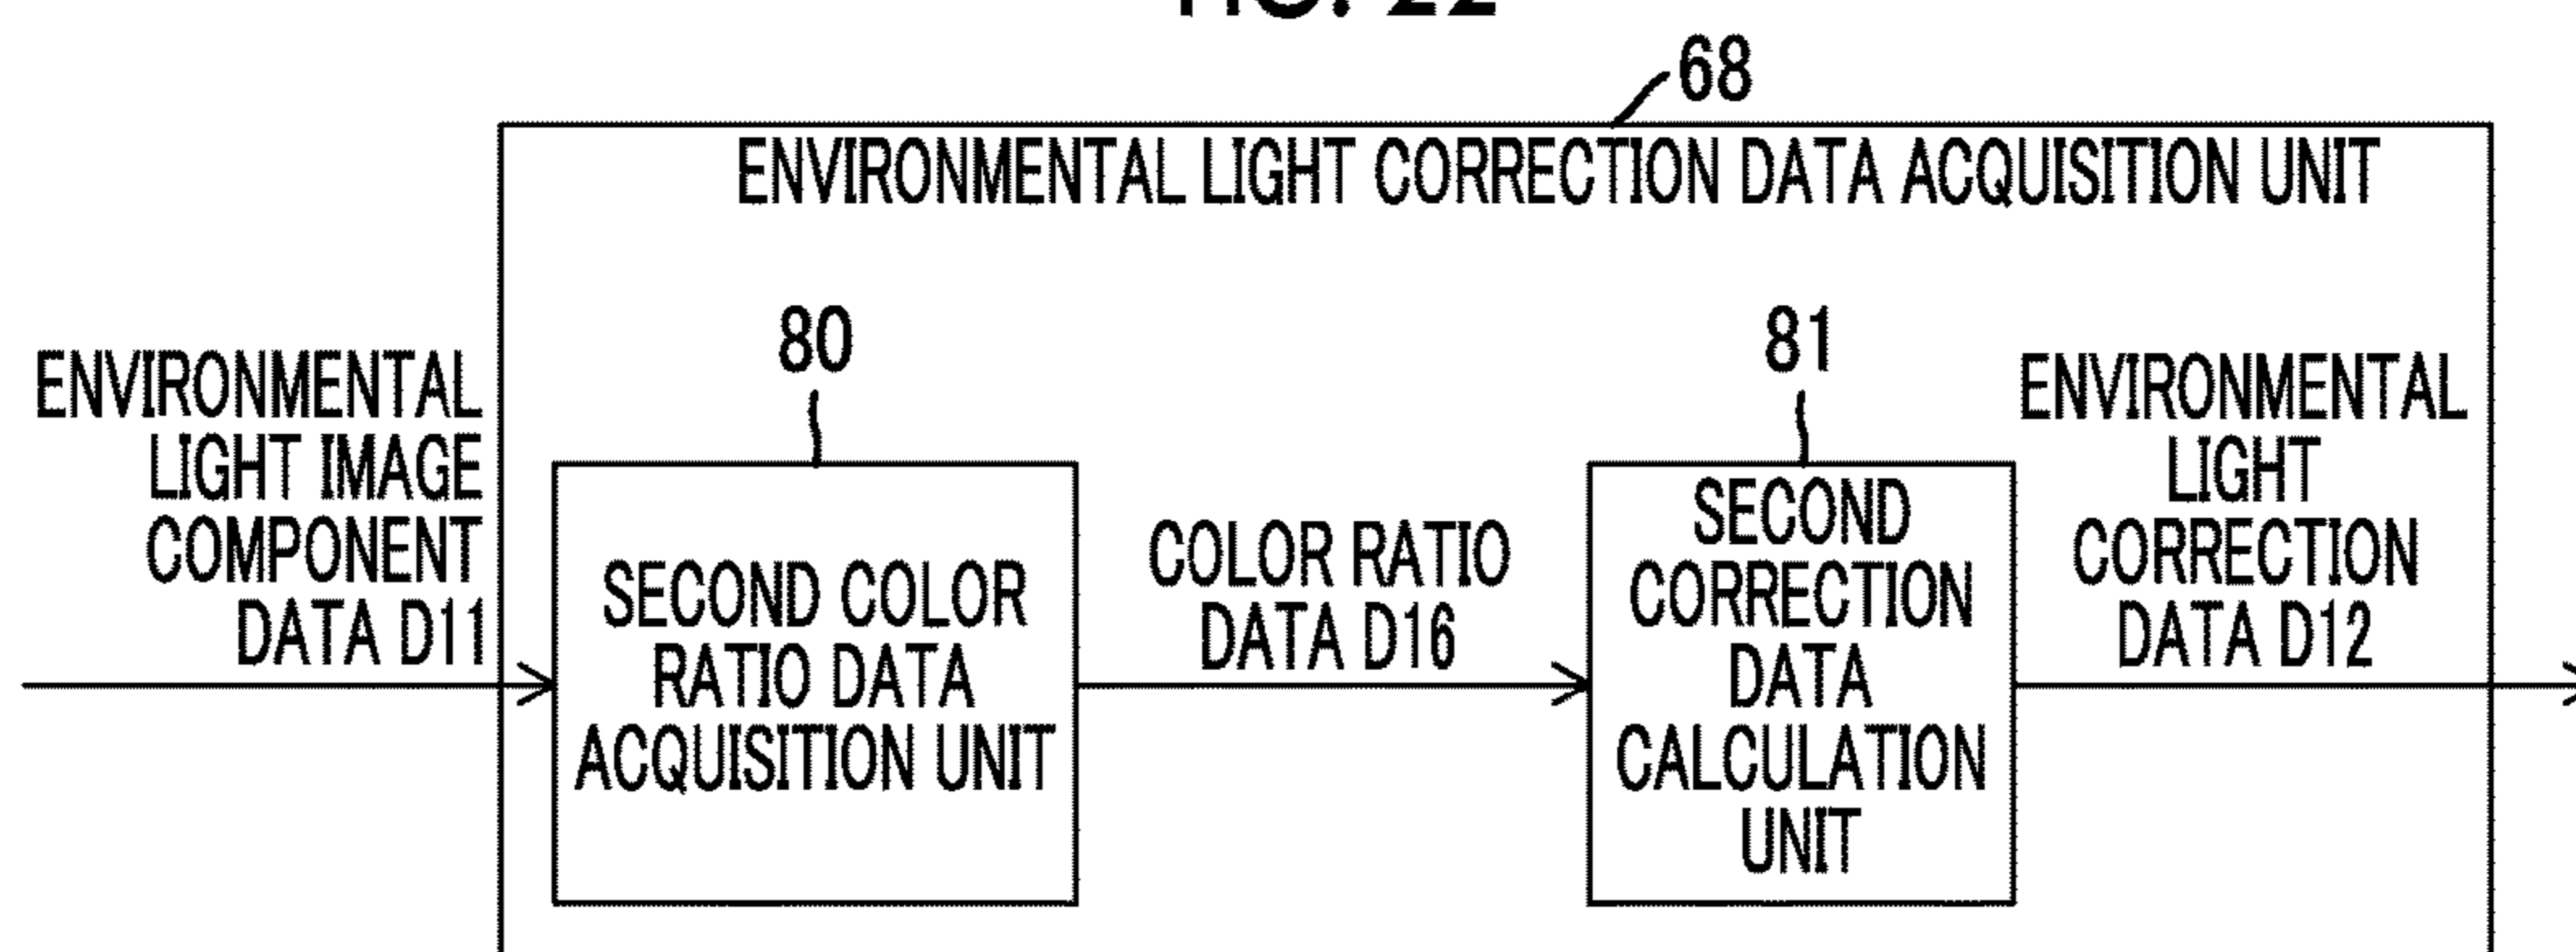 68
ENVIRONMENTAL LIGHT CORRECTION DATA ACQUISITION UNIT
ENVIRONMENTAL
LIGHT IMAGE
COMPONENT
DATA D11
80
SECOND COLOR
RATIO DATA
ACQUISITION UNIT
COLOR RATIO
DATA D16
81
SECOND
CORRECTION
DATA
CALCULATION
UNIT
ENVIRONMENTAL
LIGHT
CORRECTION
DATA D12